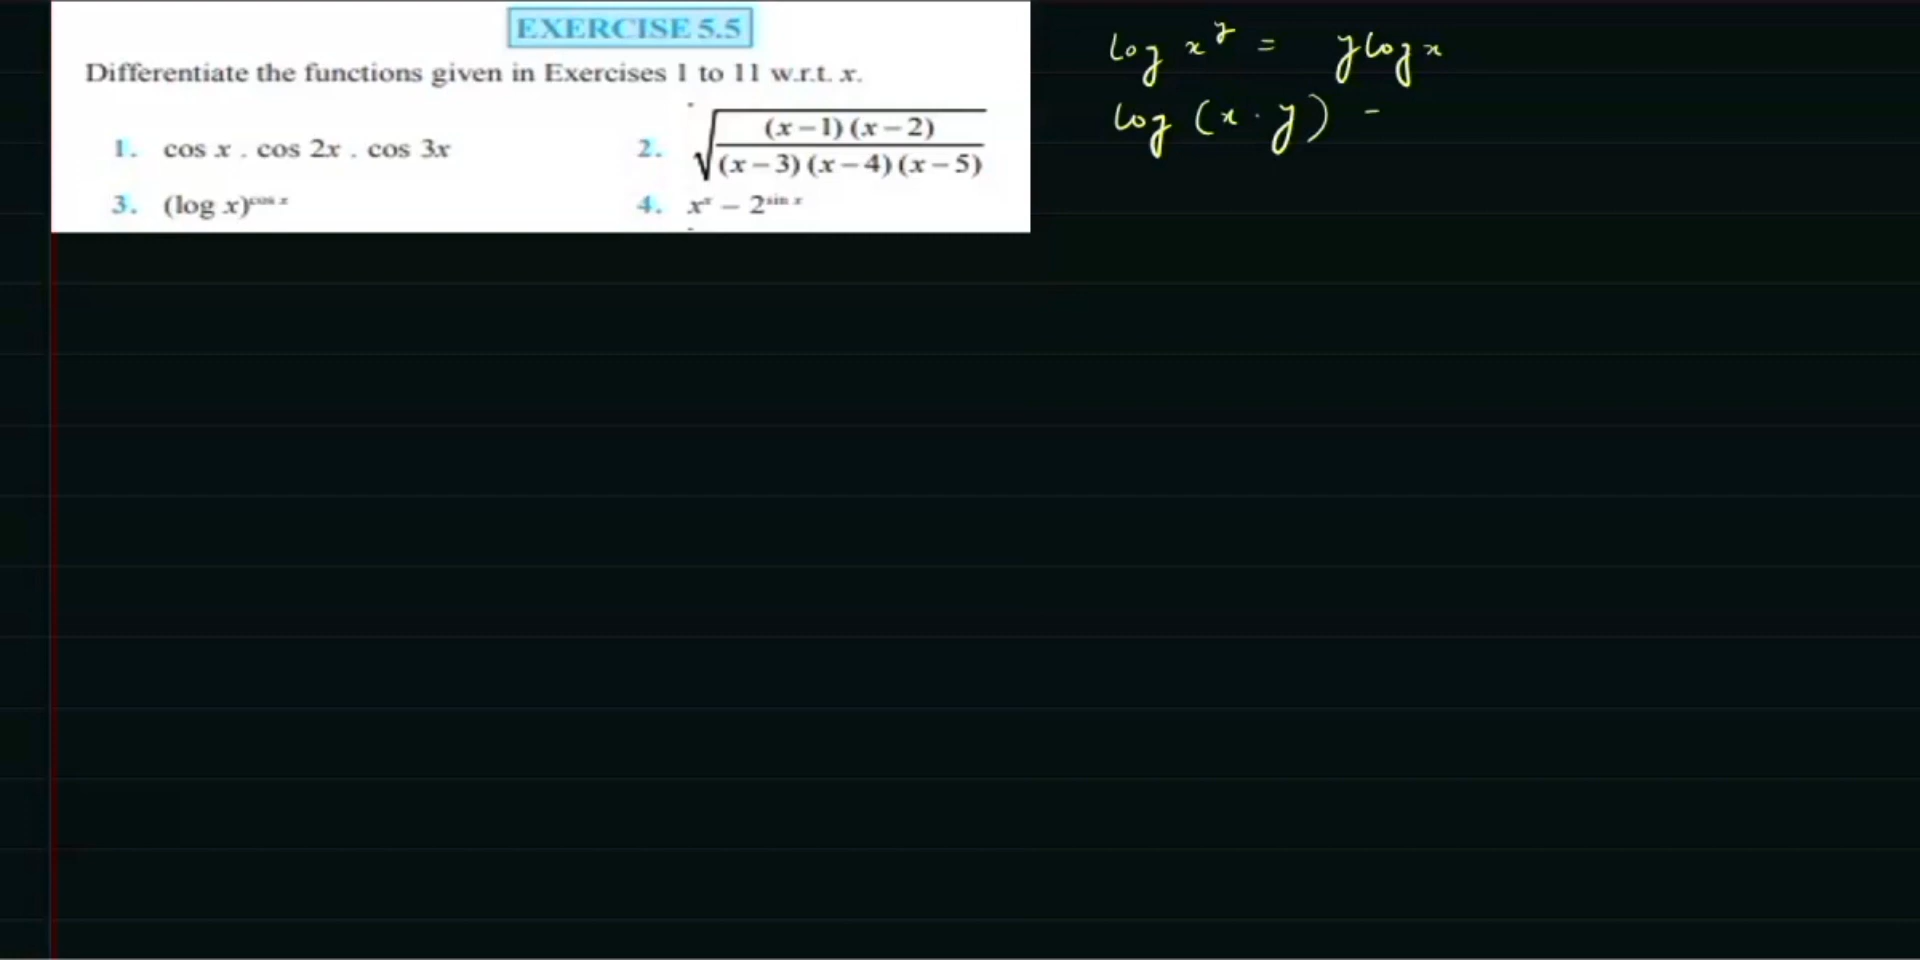 EXERCISE 5.5
Differentiate the functions given in Exercises 1 to 11 w.r.t. x.
1. cos x . cos 2x . cos 3x
2. √((x – 1) (x – 2) / (x – 3) (x – 4) (x – 5))
3. (log x)^cos x
4. x^x – 2^sin x
log x^y = y log x
log (x · y) -